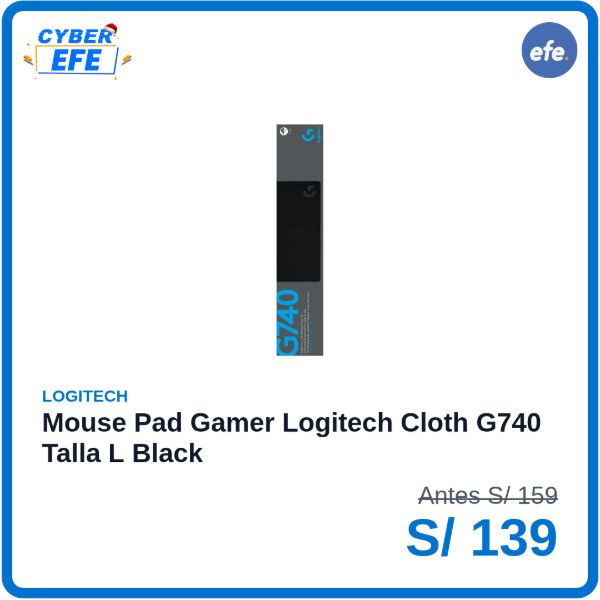 CYBER
EFE
efe.
G740
LOGITECH
Mouse Pad Gamer Logitech Cloth G740
Talla L Black
Antes S/ 159
S/ 139